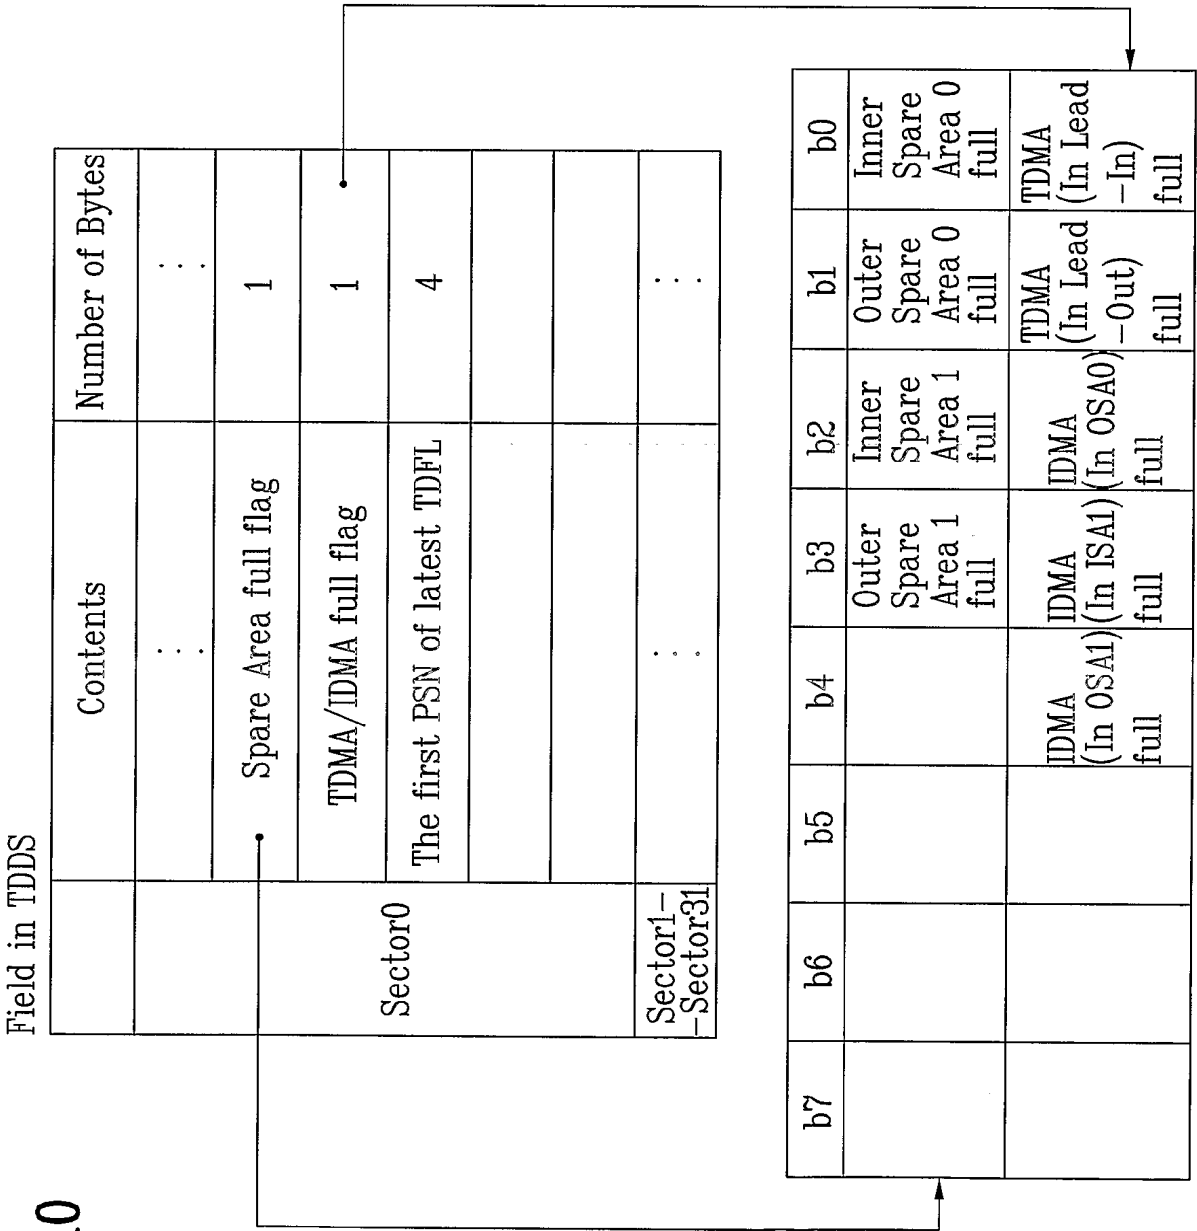 .0
Field in TDDS
Contents
Number of Bytes
Sector0
. . .
. . .
Spare Area full flag
1
TDMA/IDMA full flag
1
The first PSN of latest TDFL
4
Sector1-
-Sector31
. . .
. . .
b7
b6
b5
b4
b3
b2
b1
b0
Outer
Spare
Area 1
full
Inner
Spare
Area 1
full
Outer
Spare
Area 0
full
Inner
Spare
Area 0
full
IDMA
(In OSA1)
full
IDMA
(In ISA1)
full
IDMA
(In OSA0)
full
TDMA
(In Lead
-Out)
full
TDMA
(In Lead
-In)
full